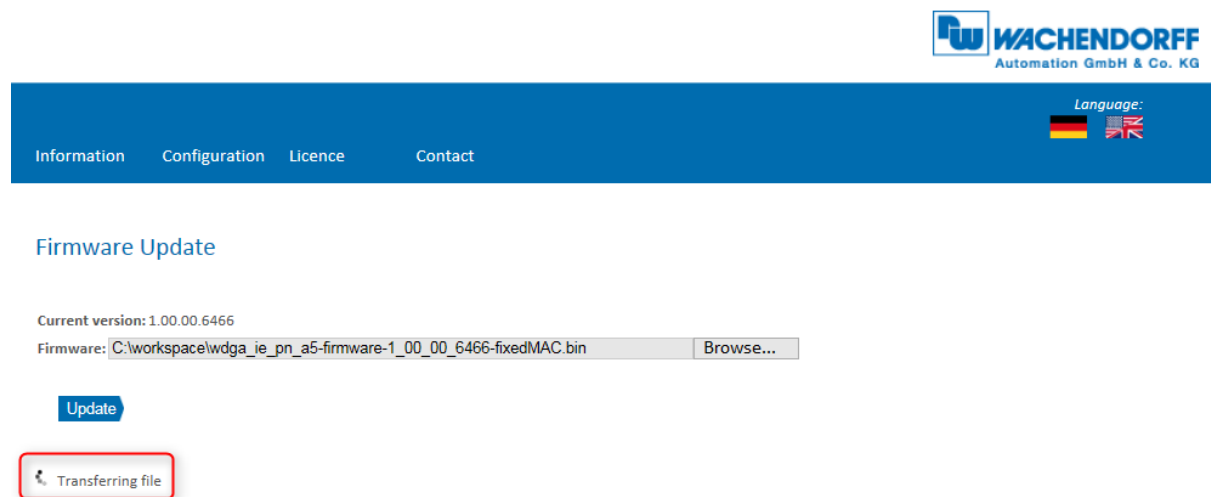 WACHENDORFF
Automation GmbH & Co. KG
Language:
Information Configuration Licence Contact
Firmware Update
Current version: 1.00.00.6466
Firmware: C:\workspace\wdga_ie_pn_a5-firmware-1_00_00_6466-fixedMAC.bin Browse...
Update
Transferring file